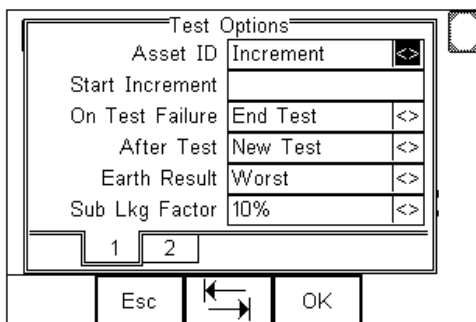 Test Options
Asset ID Increment <>
Start Increment
On Test Failure End Test <>
After Test New Test <>
Earth Result Worst <>
Sub Lkg Factor 10% <>
1 2
Esc OK